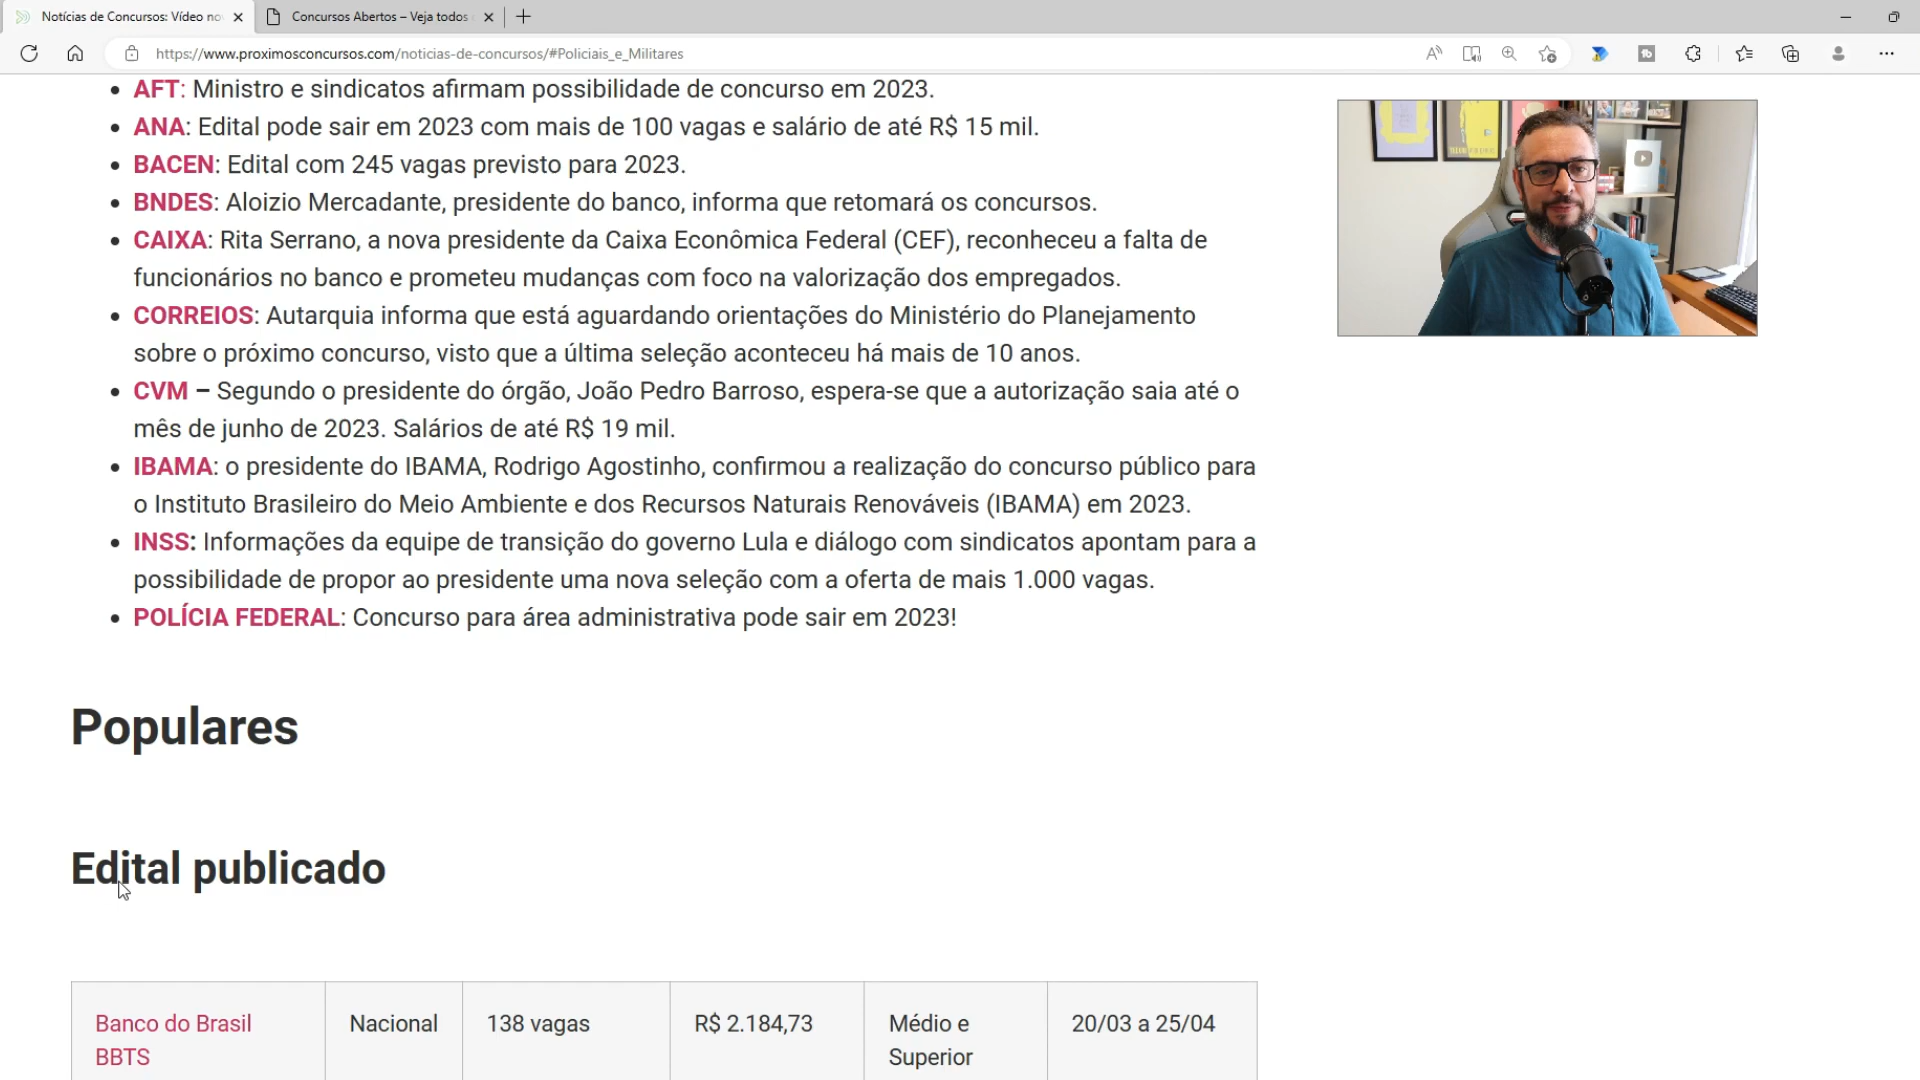 Notícias de Concursos: Vídeo no
Concursos Abertos – Veja todos
https://www.proximosconcursos.com/noticias-de-concursos/#Policiais_e_Militares
AFT: Ministro e sindicatos afirmam possibilidade de concurso em 2023.
ANA: Edital pode sair em 2023 com mais de 100 vagas e salário de até R$ 15 mil.
BACEN: Edital com 245 vagas previsto para 2023.
BNDES: Aloizio Mercadante, presidente do banco, informa que retomará os concursos.
CAIXA: Rita Serrano, a nova presidente da Caixa Econômica Federal (CEF), reconheceu a falta de
funcionários no banco e prometeu mudanças com foco na valorização dos empregados.
CORREIOS: Autarquia informa que está aguardando orientações do Ministério do Planejamento
sobre o próximo concurso, visto que a última seleção aconteceu há mais de 10 anos.
CVM – Segundo o presidente do órgão, João Pedro Barroso, espera-se que a autorização saia até o
mês de junho de 2023. Salários de até R$ 19 mil.
IBAMA: o presidente do IBAMA, Rodrigo Agostinho, confirmou a realização do concurso público para
o Instituto Brasileiro do Meio Ambiente e dos Recursos Naturais Renováveis (IBAMA) em 2023.
INSS: Informações da equipe de transição do governo Lula e diálogo com sindicatos apontam para a
possibilidade de propor ao presidente uma nova seleção com a oferta de mais 1.000 vagas.
POLÍCIA FEDERAL: Concurso para área administrativa pode sair em 2023!
Populares
Edital publicado
Banco do Brasil Nacional 138 vagas R$ 2.184,73 Médio e 20/03 a 25/04
BBTS Superior